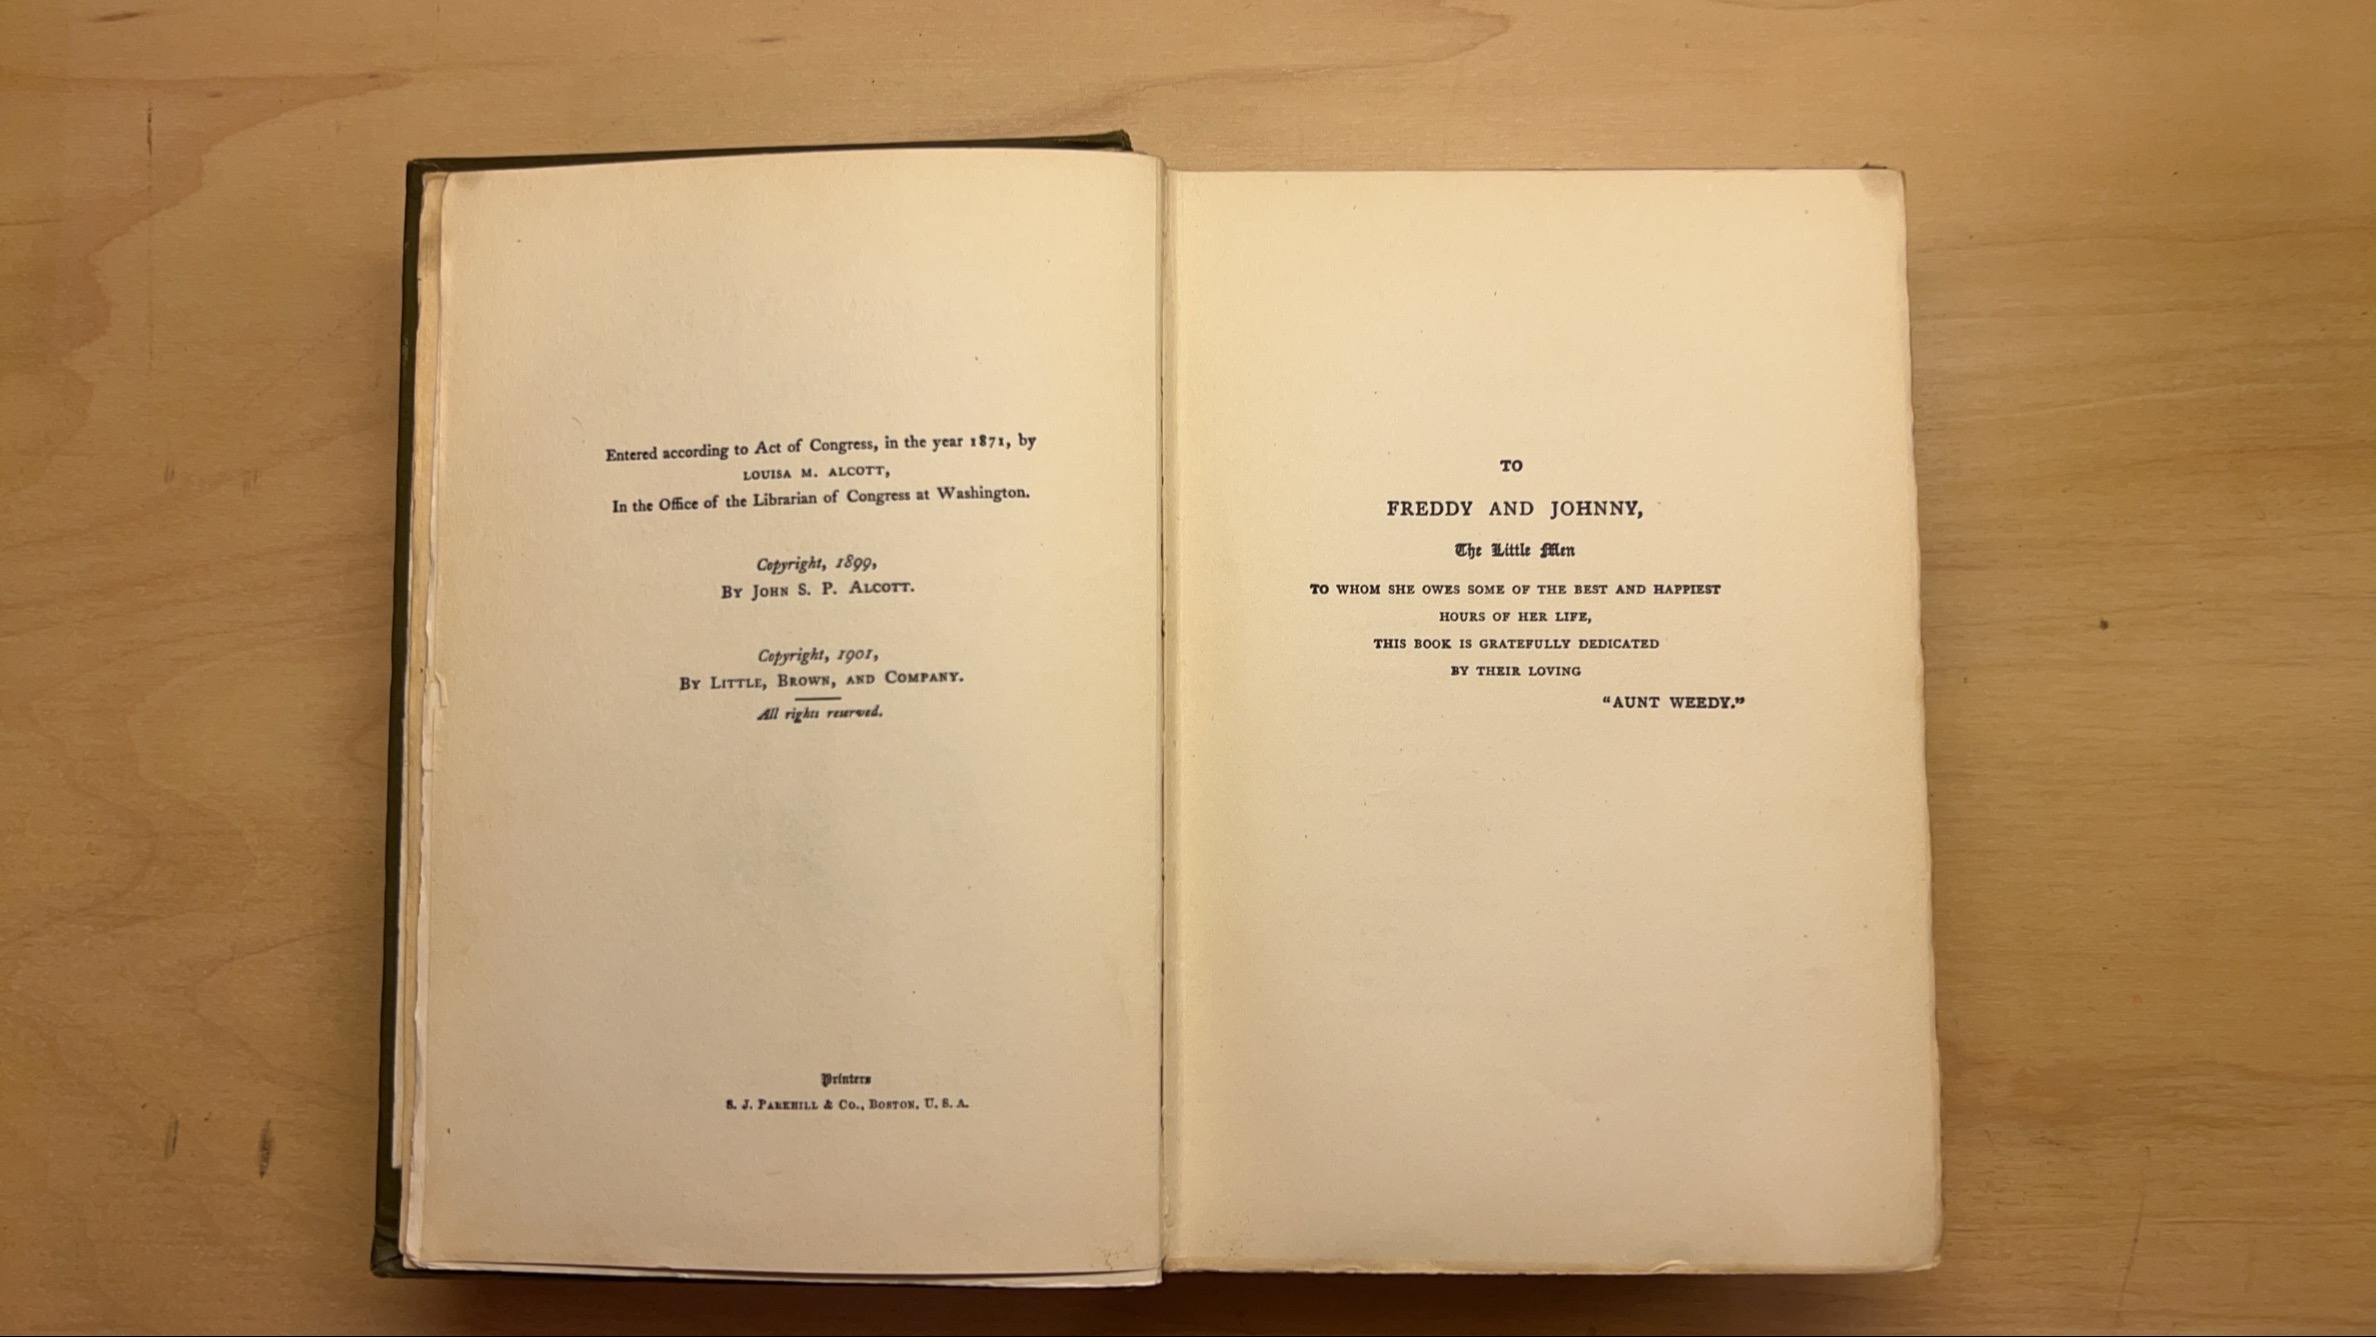 Entered according to Act of Congress, in the year 1871, by
LOUISA M. ALCOTT,
In the Office of the Librarian of Congress at Washington.
Copyright, 1899,
BY JOHN S. P. ALCOTT.
Copyright, 1901,
BY LITTLE, BROWN, AND COMPANY.
All rights reserved.
Printers
S. J. PARKHILL & CO., BOSTON, U. S. A.
TO
FREDDY AND JOHNNY,
The Little Men
TO WHOM SHE OWES SOME OF THE BEST AND HAPPIEST
HOURS OF HER LIFE,
THIS BOOK IS GRATEFULLY DEDICATED
BY THEIR LOVING
“AUNT WEEDY.”